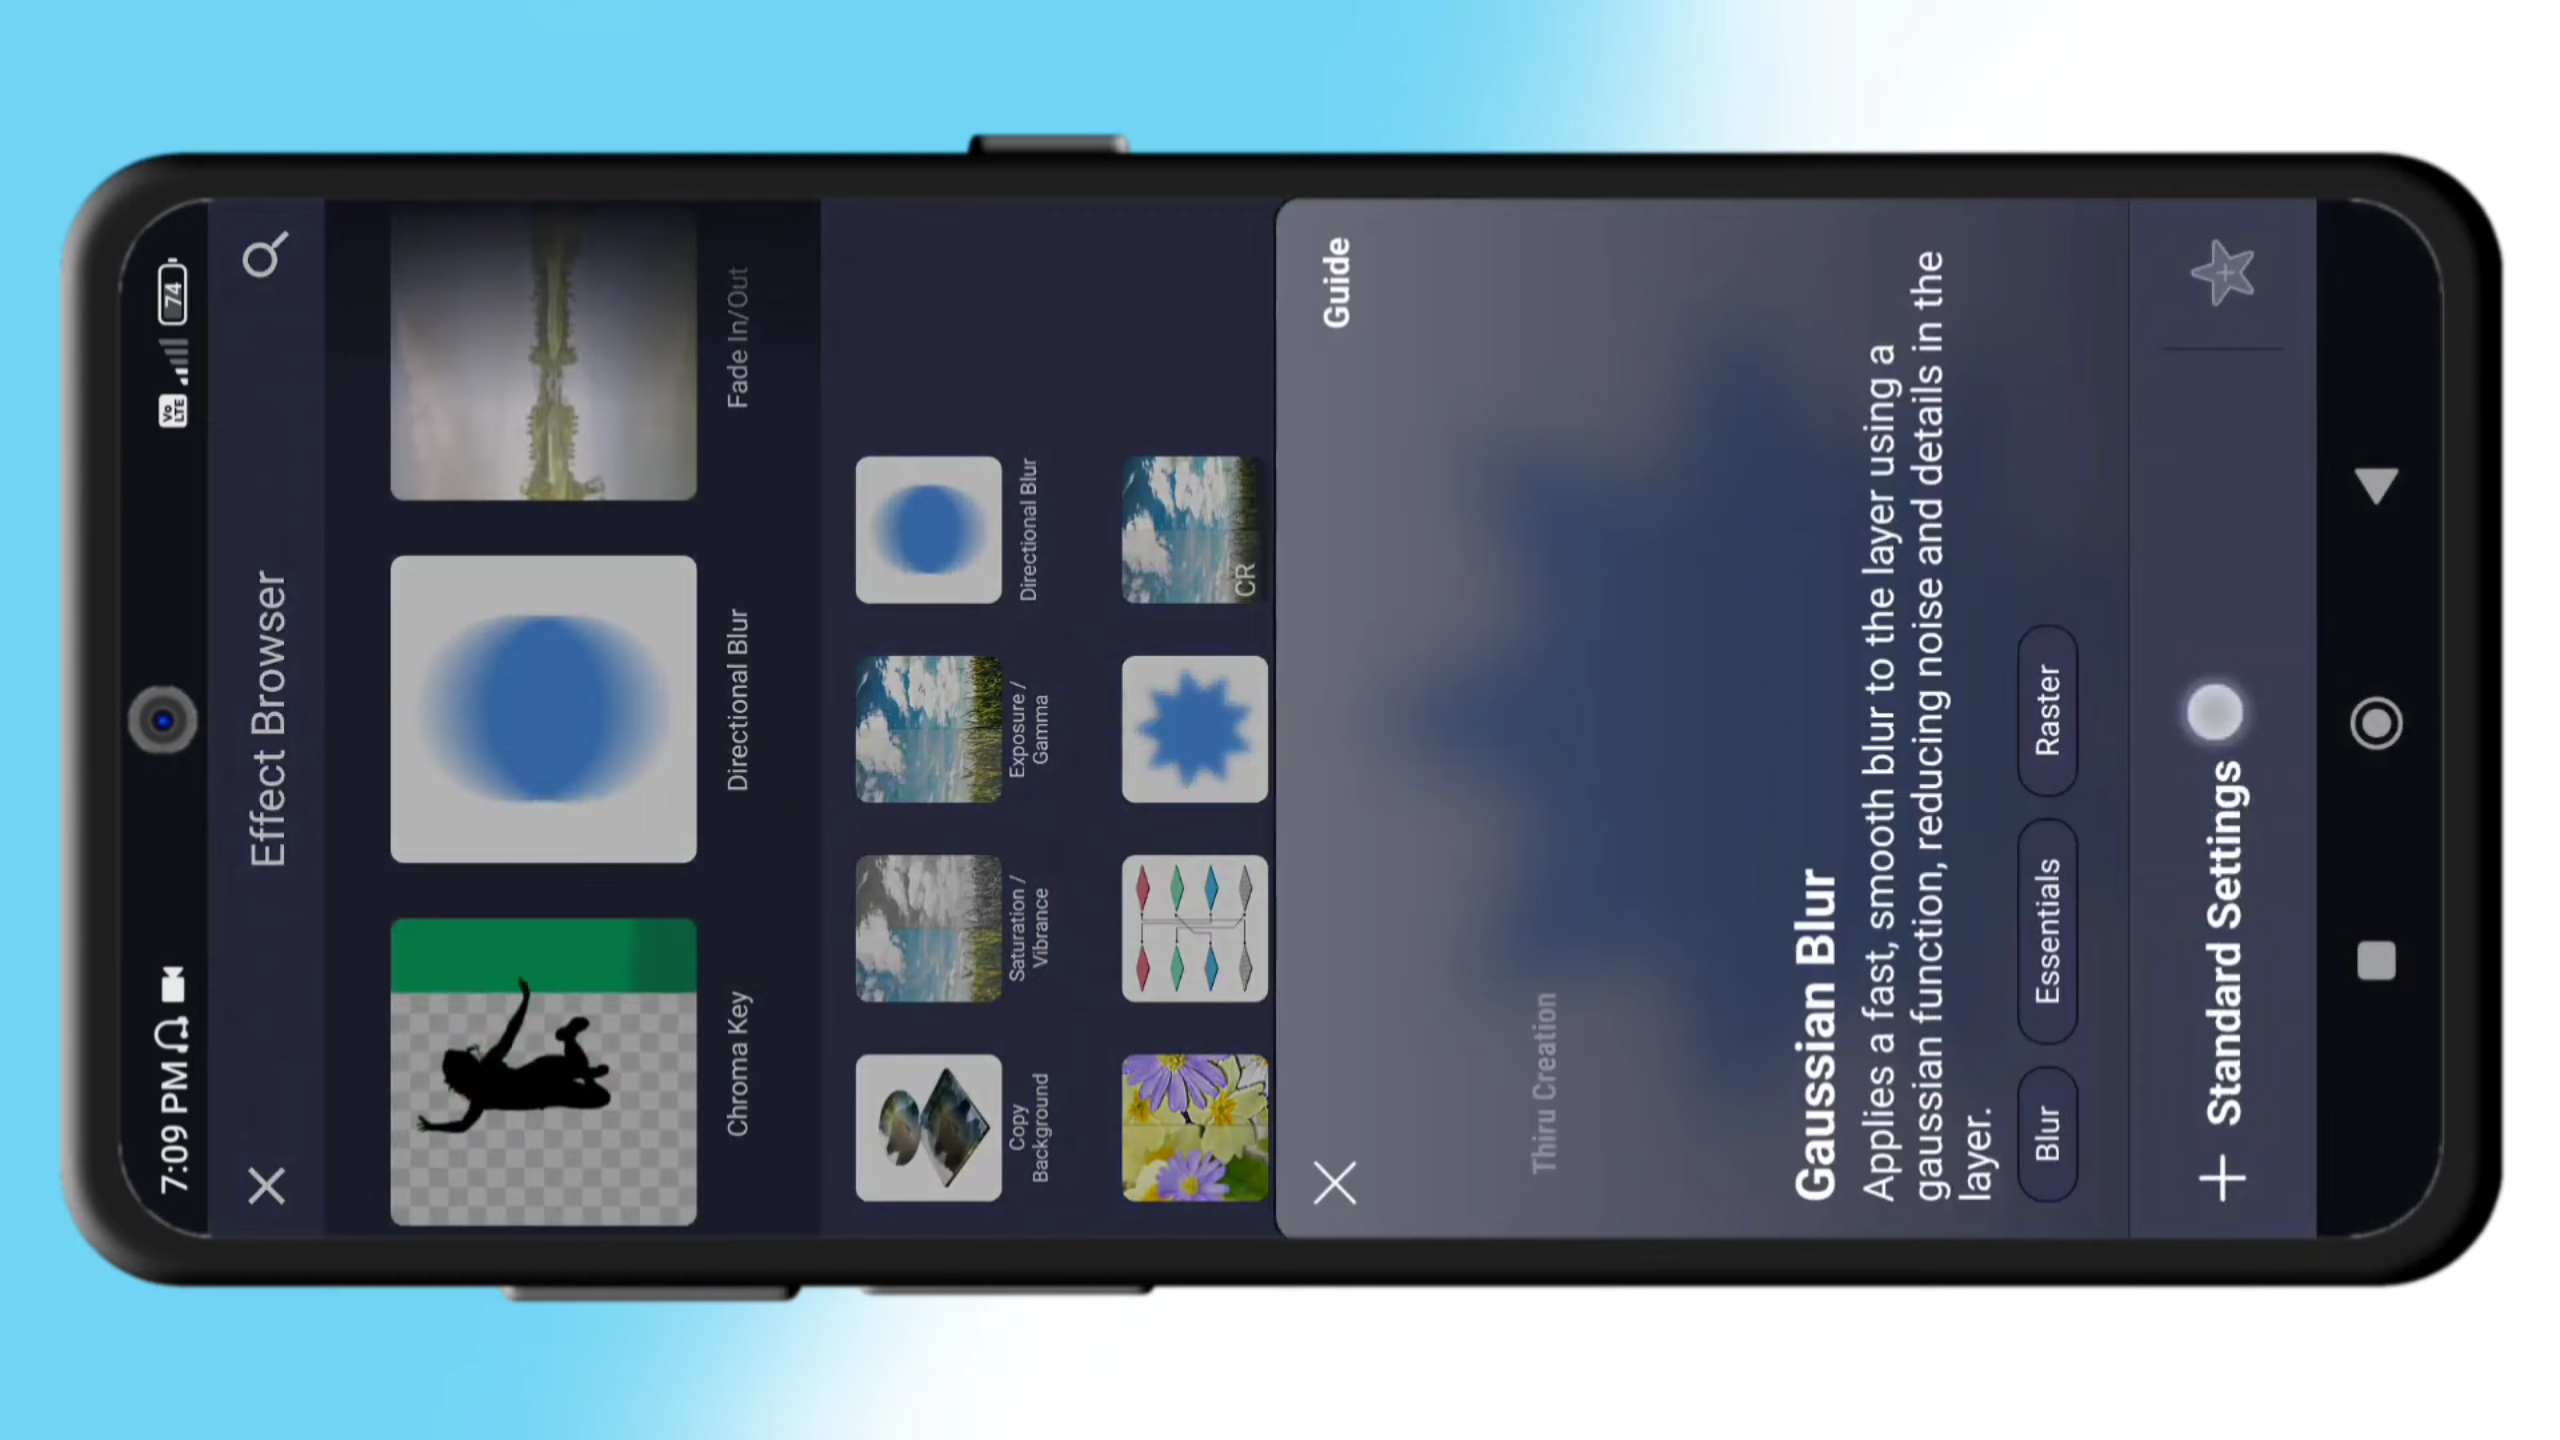 7:09 PM
Vo
LTE
74
Effect Browser
Chroma Key
Directional Blur
Fade In/Out
Copy
Background
Saturation /
Vibrance
Exposure /
Gamma
Directional Blur
CR
Guide
Thiru Creation
Gaussian Blur
Applies a fast, smooth blur to the layer using a
gaussian function, reducing noise and details in the
layer.
Blur
Essentials
Raster
+ Standard Settings